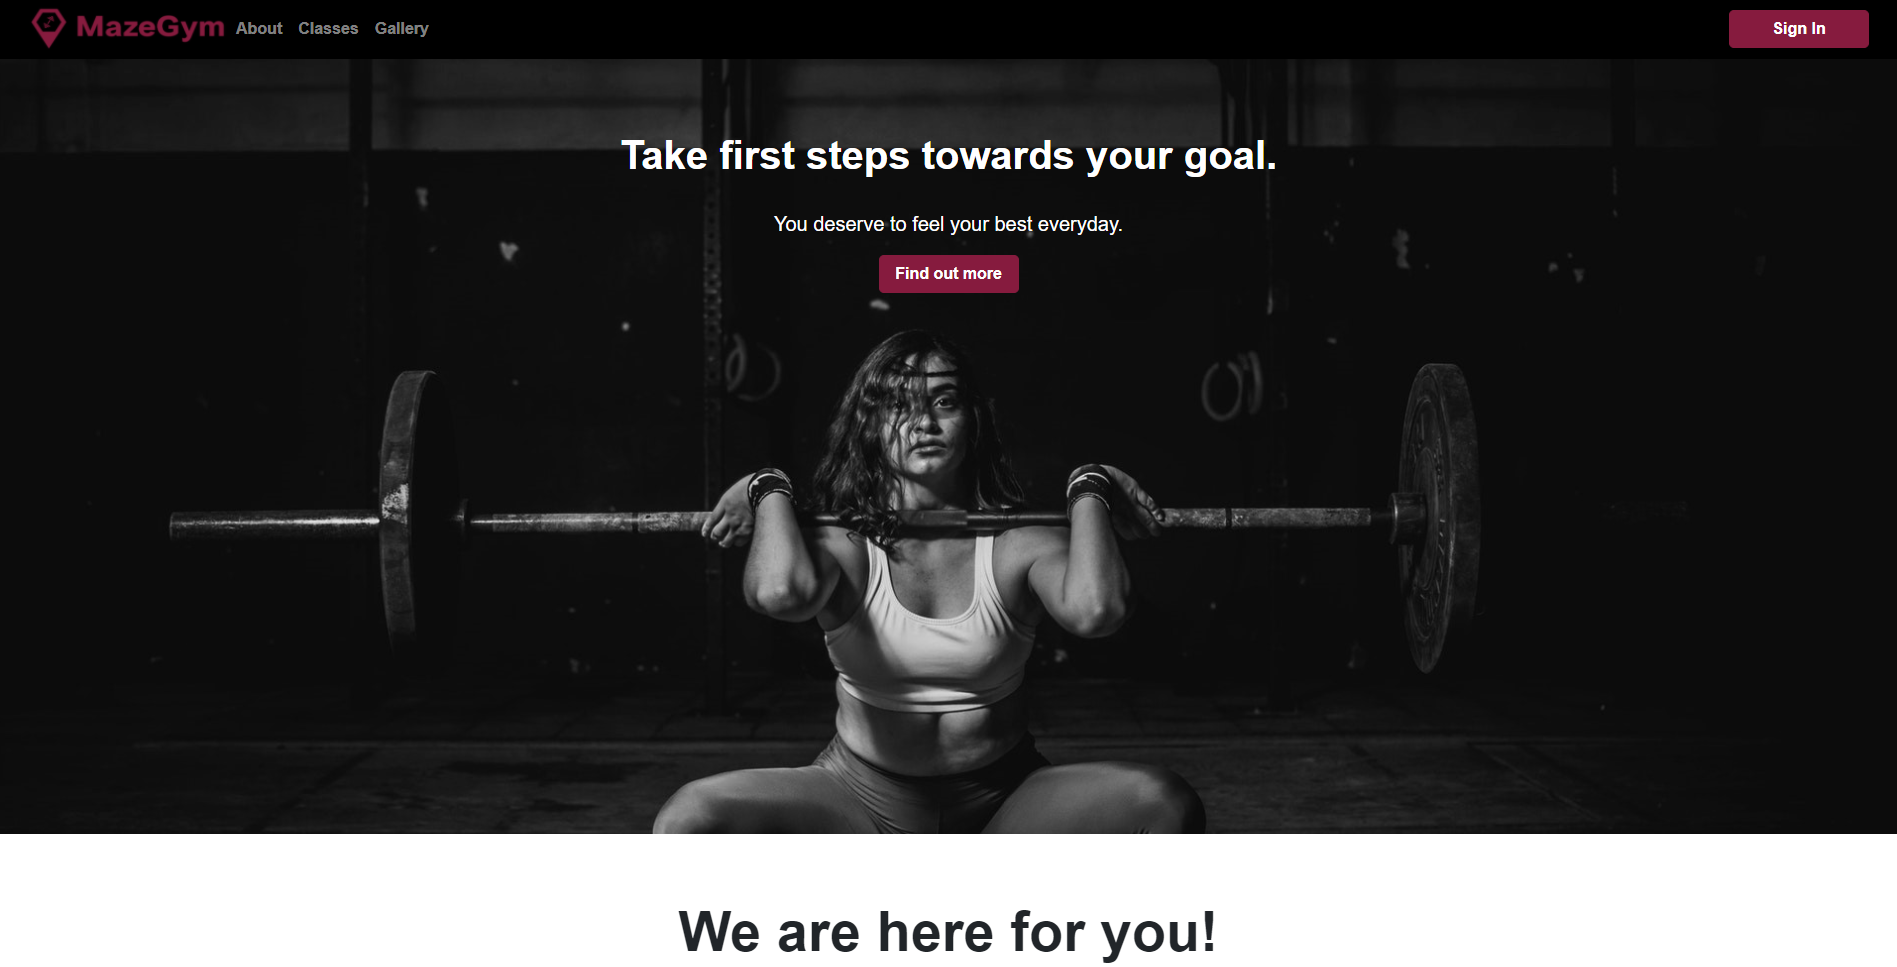 MazeGym About Classes Gallery Sign In
Take first steps towards your goal.
You deserve to feel your best everyday.
Find out more
We are here for you!